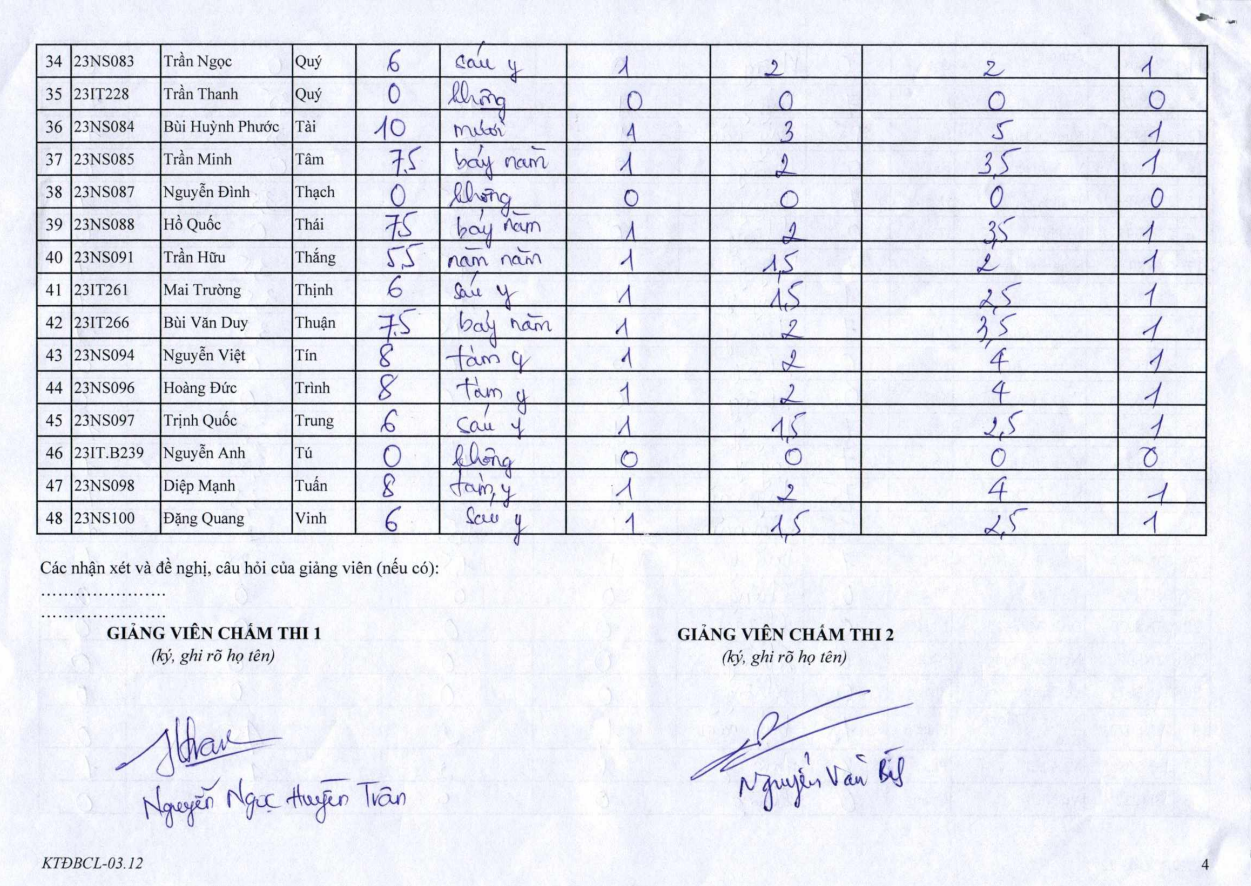 34 23NS083 Trần Ngọc Quý 6 sáu y 1 2 2 1
35 23IT228 Trần Thanh Quý 0 không 0 0 0 0
36 23NS084 Bùi Huỳnh Phước Tài 10 mười 1 3 5 1
37 23NS085 Trần Minh Tâm 7,5 bảy năm 1 2 3,5 1
38 23NS087 Nguyễn Đình Thạch 0 không 0 0 0 0
39 23NS088 Hồ Quốc Thái 7,5 bảy năm 1 2 3,5 1
40 23NS091 Trần Hữu Thắng 5,5 năm năm 1 1,5 2 1
41 23IT261 Mai Trường Thịnh 6 sáu y 1 1,5 2,5 1
42 23IT266 Bùi Văn Duy Thuận 7,5 bảy năm 1 2 3,5 1
43 23NS094 Nguyễn Việt Tín 8 tám y 1 2 4 1
44 23NS096 Hoàng Đức Trình 8 tám y 1 2 4 1
45 23NS097 Trịnh Quốc Trung 6 sáu y 1 1,5 2,5 1
46 23IT.B239 Nguyễn Anh Tú 0 không 0 0 0 0
47 23NS098 Diệp Mạnh Tuấn 8 tám y 1 2 4 1
48 23NS100 Đặng Quang Vinh 6 sáu y 1 1,5 2,5 1
Các nhận xét và đề nghị, câu hỏi của giảng viên (nếu có):
……………………
……………………
GIẢNG VIÊN CHẤM THI 1 GIẢNG VIÊN CHẤM THI 2
(ký, ghi rõ họ tên) (ký, ghi rõ họ tên)
Nguyễn Ngọc Huyền Trân Nguyễn Văn
KTĐBCL-03.12 4